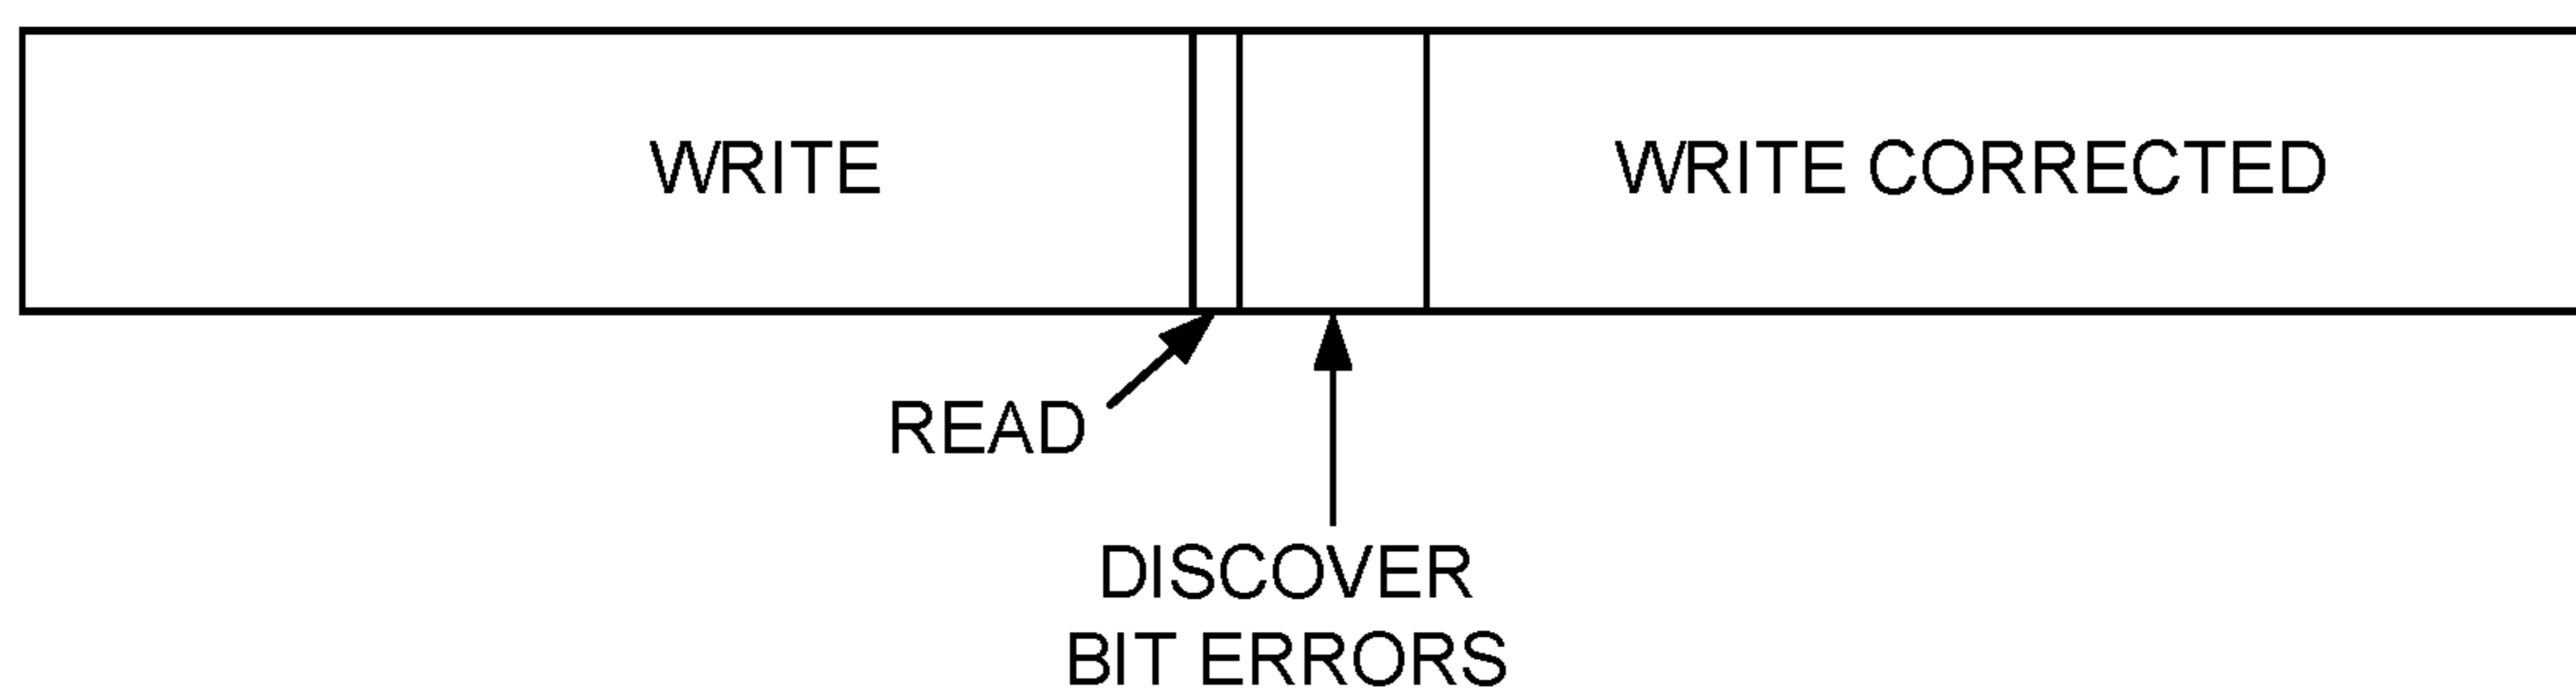 WRITE
WRITE CORRECTED
READ
DISCOVER
BIT ERRORS